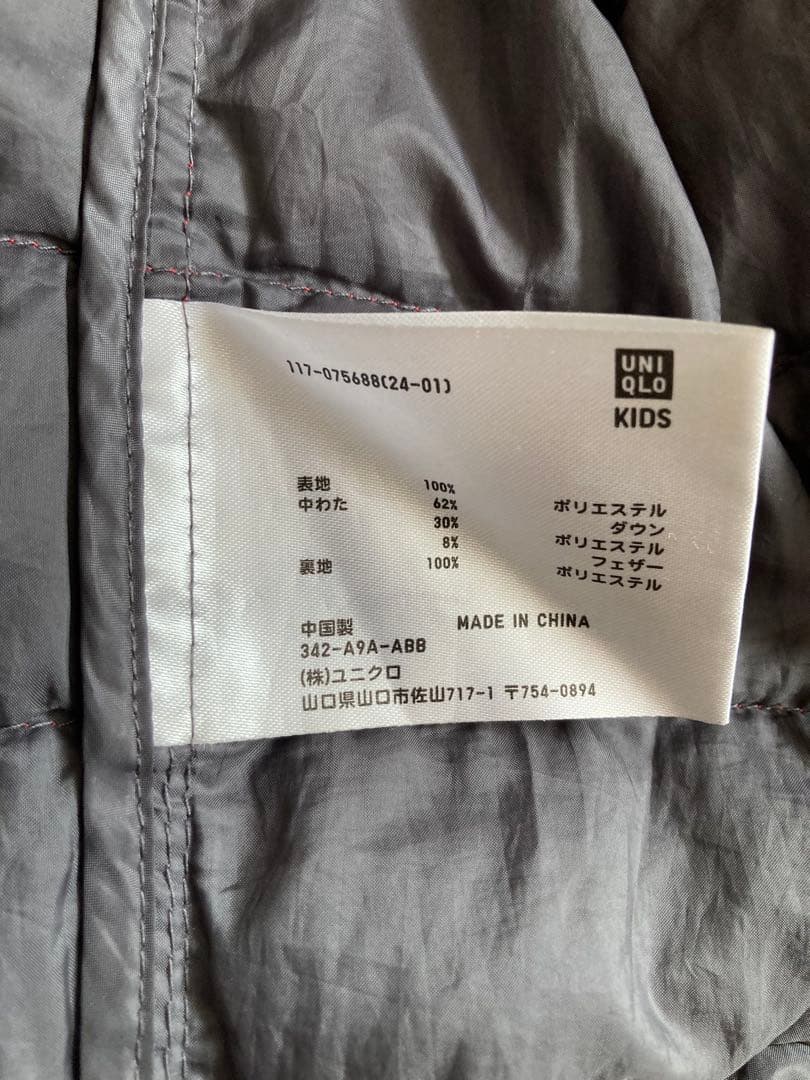 117-075688(24-01)
UNI
QLO
KIDS
表地 100% ポリエステル
中わた 62% ダウン
30% ポリエステル
8% フェザー
裏地 100% ポリエステル
中国製 MADE IN CHINA
342-A9A-ABB
(株)ユニクロ
山口県山口市佐山717-1 〒754-0894